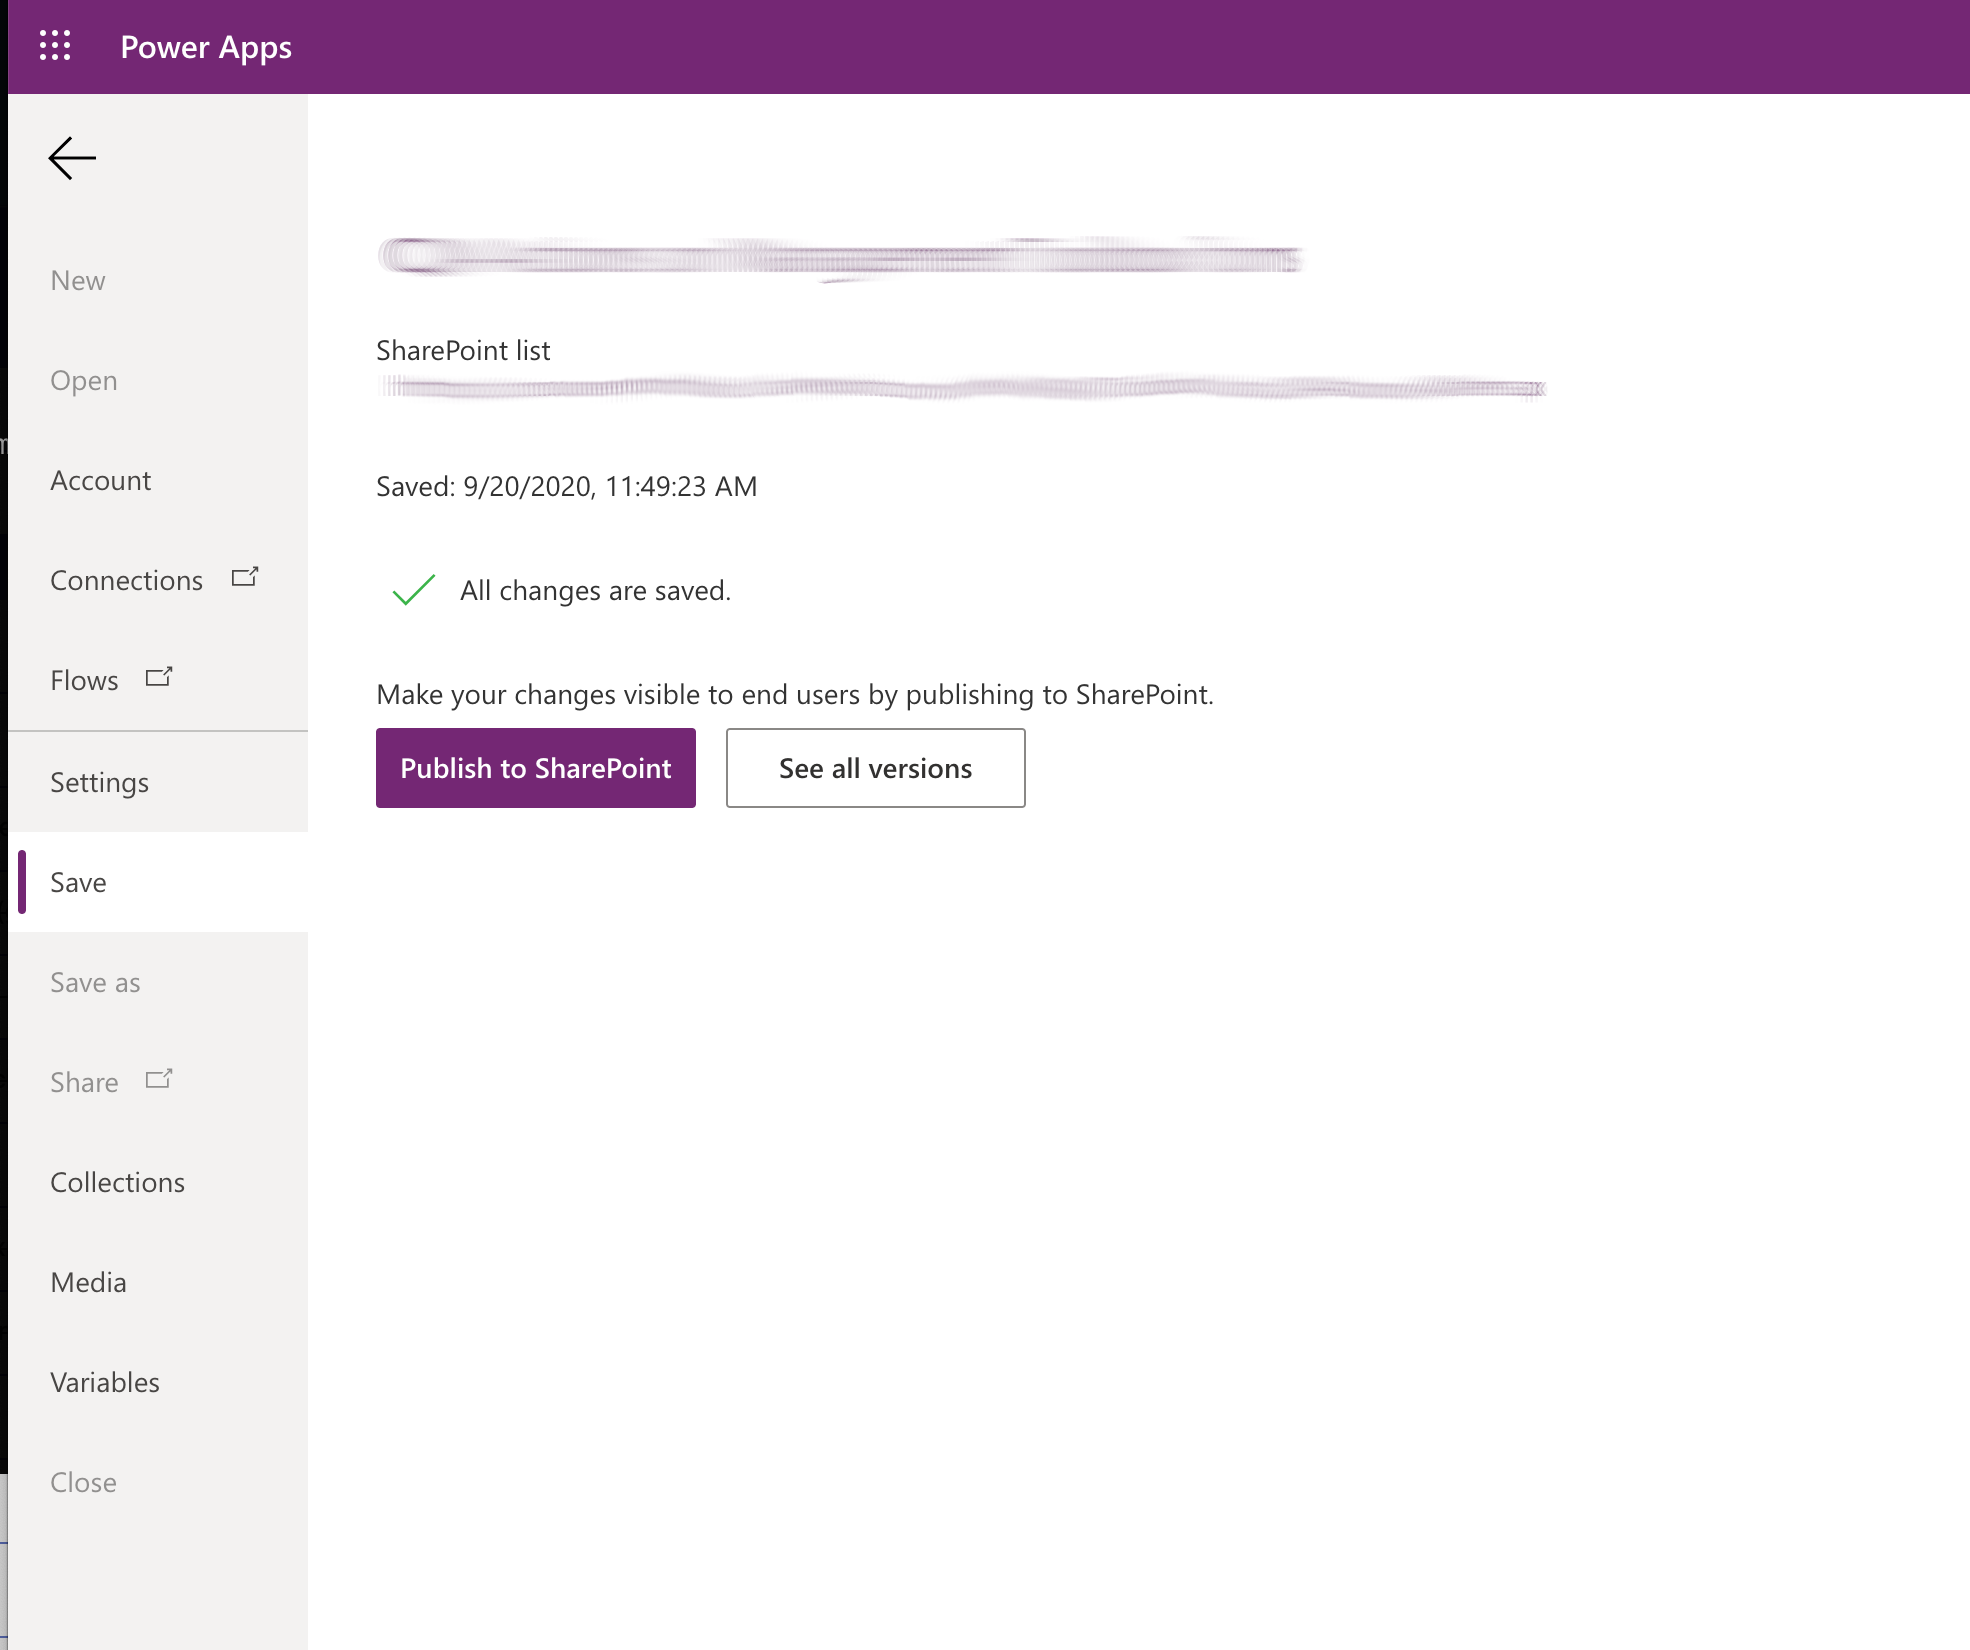 Power Apps
New
Open
Account
Connections
Flows
Settings
Save
Save as
Share
Collections
Media
Variables
Close
SharePoint list
Saved: 9/20/2020, 11:49:23 AM
All changes are saved.
Make your changes visible to end users by publishing to SharePoint.
Publish to SharePoint
See all versions